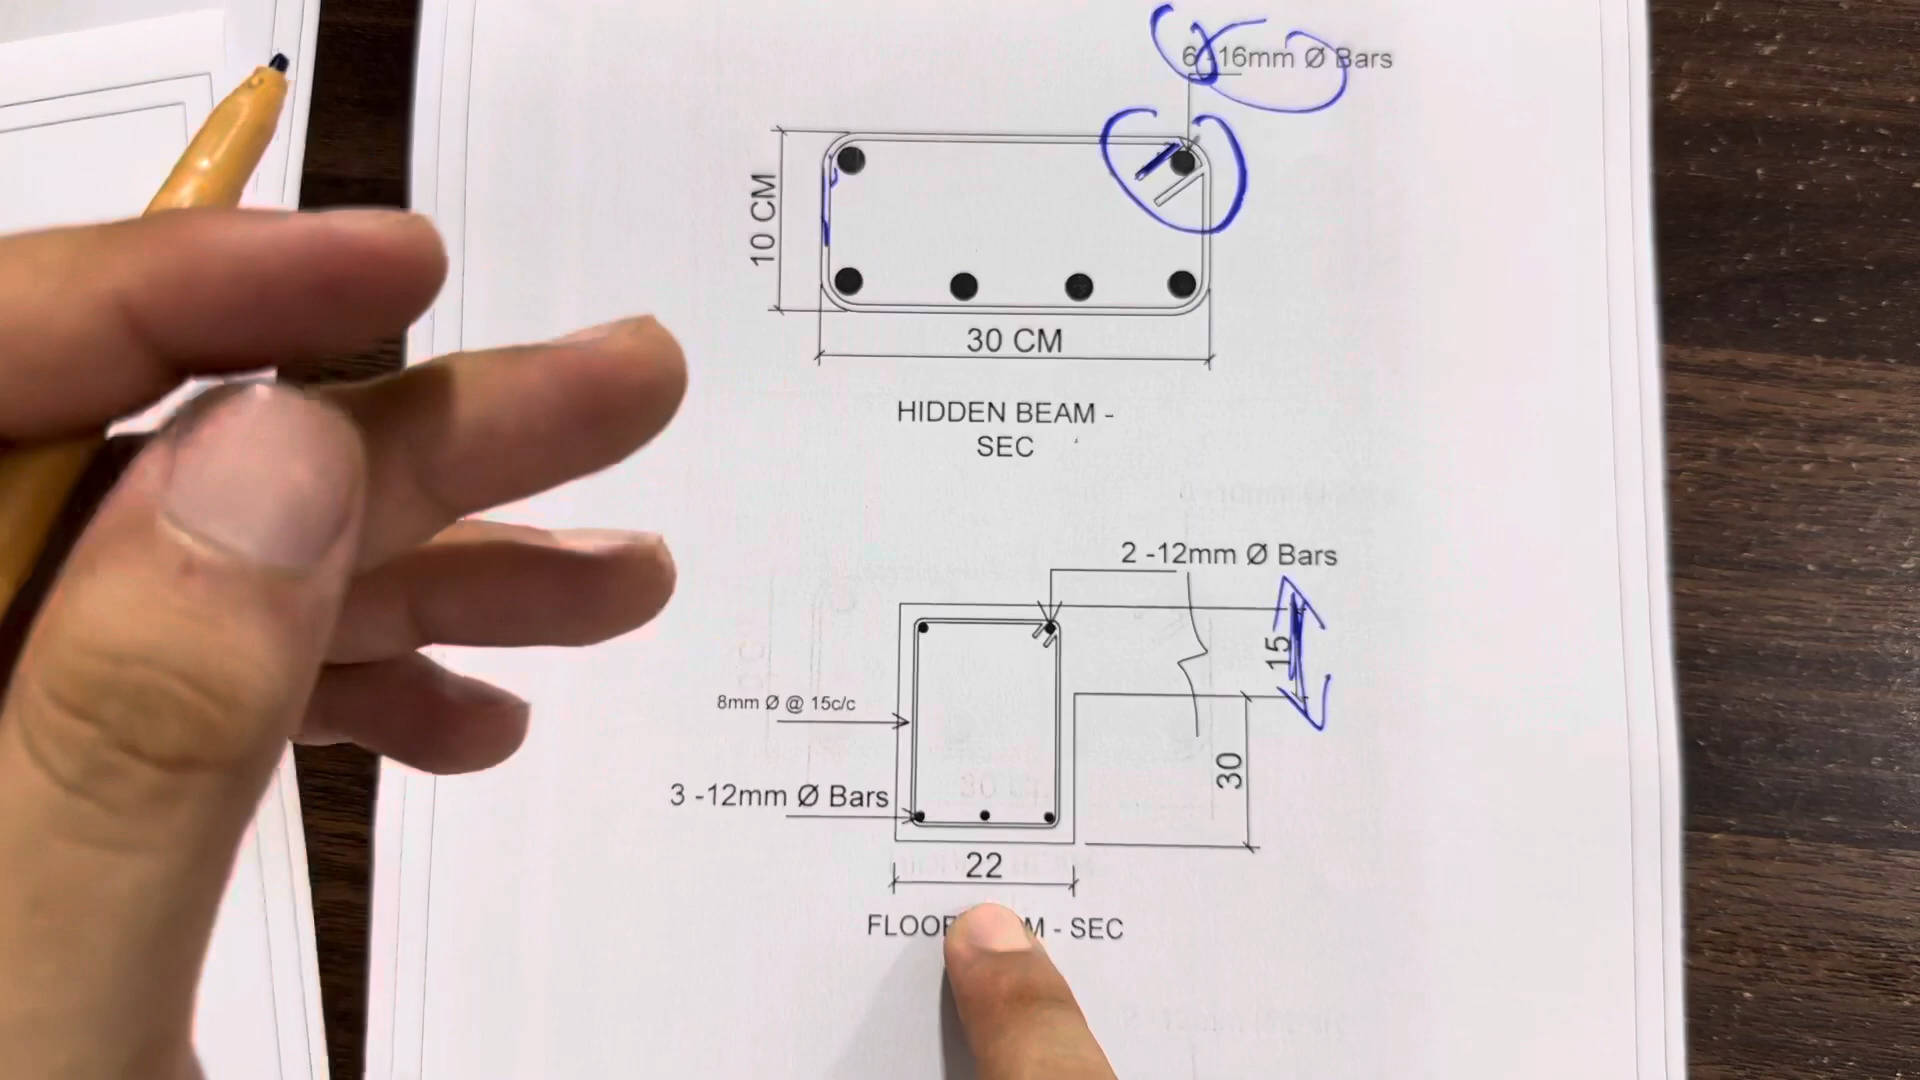 6 -16mm Ø Bars
10 CM
30 CM
HIDDEN BEAM -
SEC
2 -12mm Ø Bars
15
8mm Ø @ 15c/c
30
3 -12mm Ø Bars
22
- SEC